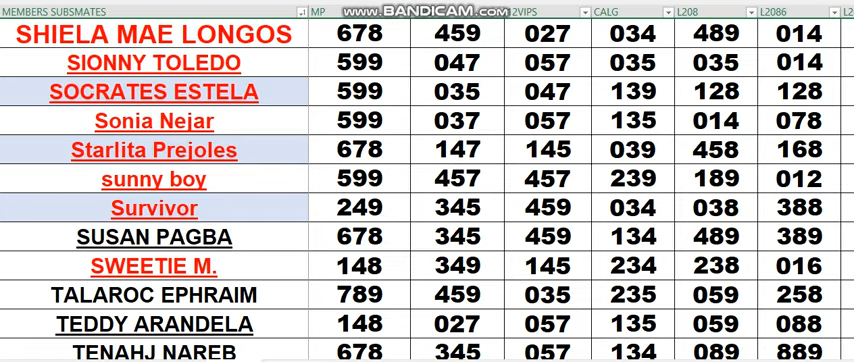 MEMBERS SUBSMATES MP www.BANDICAM.com 2VIPS CALG L208 L2086 L2
SHIELA MAE LONGOS 678 459 027 034 489 014
SIONNY TOLEDO 599 047 057 035 035 014
SOCRATES ESTELA 599 035 047 139 128 128
Sonia Nejar 599 037 057 135 014 078
Starlita Prejoles 678 147 145 039 458 168
sunny boy 599 457 457 239 189 012
Survivor 249 345 459 034 038 388
SUSAN PAGBA 678 345 459 134 489 389
SWEETIE M. 148 349 145 234 238 016
TALAROC EPHRAIM 789 459 035 235 059 258
TEDDY ARANDELA 148 027 057 135 059 088
TENAHJ NAREB 678 345 057 134 089 889